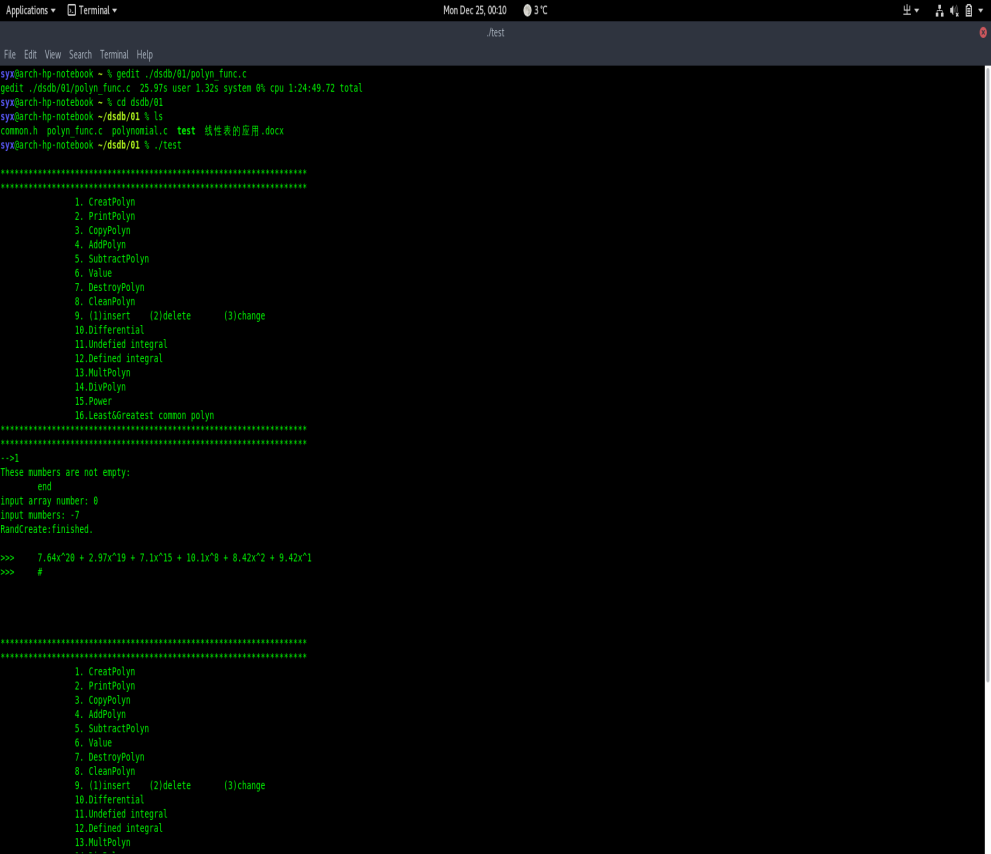 Applications Terminal Mon Dec 25, 00:10 3 °C
./test
File Edit View Search Terminal Help
syx@arch-hp-notebook ~ % gedit ./dsdb/01/polyn_func.c
gedit ./dsdb/01/polyn_func.c 25.97s user 1.32s system 0% cpu 1:24:49.72 total
syx@arch-hp-notebook ~ % cd dsdb/01
syx@arch-hp-notebook ~/dsdb/01 % ls
common.h polyn_func.c polynomial.c test 线性表的应用.docx
syx@arch-hp-notebook ~/dsdb/01 % ./test
******************************************************************
******************************************************************
1. CreatPolyn
2. PrintPolyn
3. CopyPolyn
4. AddPolyn
5. SubtractPolyn
6. Value
7. DestroyPolyn
8. CleanPolyn
9. (1)insert (2)delete (3)change
10.Differential
11.Undefied integral
12.Defined integral
13.MultPolyn
14.DivPolyn
15.Power
16.Least&Greatest common polyn
******************************************************************
******************************************************************
-->1
These mumbers are not empty:
end
input array number: 0
input mumbers: -7
RandCreate:finished.
>>> 7.64x^20 + 2.97x^19 + 7.1x^15 + 10.1x^8 + 8.42x^2 + 9.42x^1
>>> #
******************************************************************
******************************************************************
1. CreatPolyn
2. PrintPolyn
3. CopyPolyn
4. AddPolyn
5. SubtractPolyn
6. Value
7. DestroyPolyn
8. CleanPolyn
9. (1)insert (2)delete (3)change
10.Differential
11.Undefied integral
12.Defined integral
13.MultPolyn